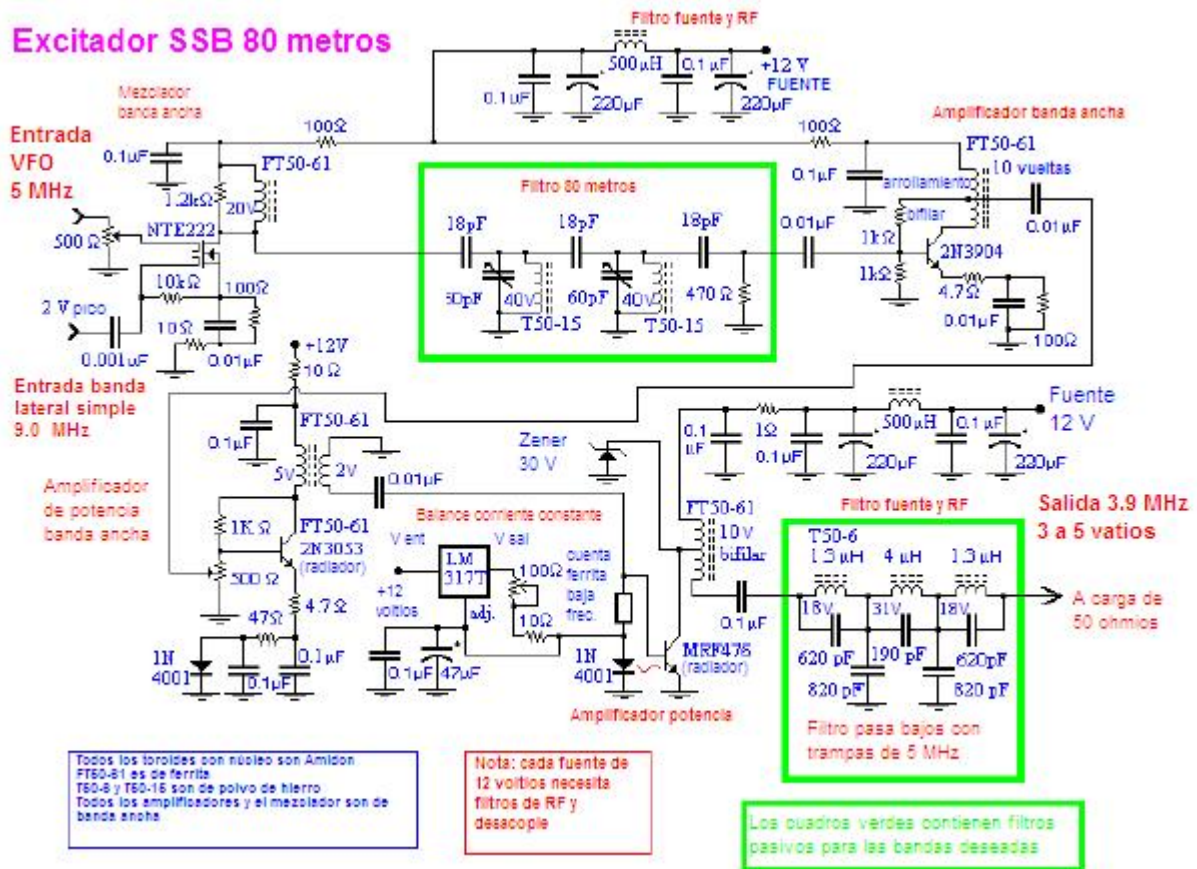 Excitador SSB 80 metros
Filtro fuente y RF
500µH
0.1µF
0.1µF
+12 V
FUENTE
220µF
220µF
Mezclador
banda ancha
Amplificador banda ancha
Entrada
VFO
5 MHz
0.1µF
100Ω
100Ω
FT50-61
FT50-61
10 vueltas
1.2kΩ
20V
Filtro 80 metros
0.1µF
arrollamiento
bifilar
0.01µF
18pF
18pF
18pF
0.01µF
500 Ω
NTE222
1kΩ
2N3904
60pF
40V
60pF
40V
470 Ω
1kΩ
4.7Ω
10kΩ
100Ω
T50-15
T50-15
0.01µF
100Ω
2 V PICO
10Ω
0.001uF
0.01µF
+12V
10 Ω
Entrada banda
lateral simple
9.0 MHz
FT50-61
0.1µF
Fuente
12 V
500µH
0.1µF
0.1
µF
1Ω
0.1µF
220µF
220µF
Zener
30 V
5V
2V
0.01µF
Amplificador
de potencia
banda ancha
FT50-61
Filtro fuente y RF
Salida 3.9 MHz
3 a 5 vatios
1K Ω
FT50-61
2N3053
(radiador)
Balance corriente constante
V ent
V sal
LM
317T
adj.
100Ω
cuenta
ferrita
baja
frec.
10V
bifilar
T50-6
1.3 µH
4 µH
1.3 µH
500 Ω
+12
voltios
10Ω
0.1µF
18V
31V
18V
A carga de
50 ohmios
47Ω
4.7Ω
1N
4001
0.1µF
0.1µF
0.1µF
47µF
1N
4001
MRF476
(radiador)
620 pF
190 pF
620pF
820 pF
820 pF
Amplificador potencia
Filtro pasa bajos con
trampas de 5 MHz
Todos los toroides con núcleo son Amidon
FT50-61 es de ferrita
T50-6 y T50-15 son de polvo de hierro
Todos los amplificadores y el mezclador son de
banda ancha
Nota: cada fuente de
12 voltios necesita
filtros de RF y
desacople
Los cuadros verdes contienen filtros
pasivos para las bandas deseadas